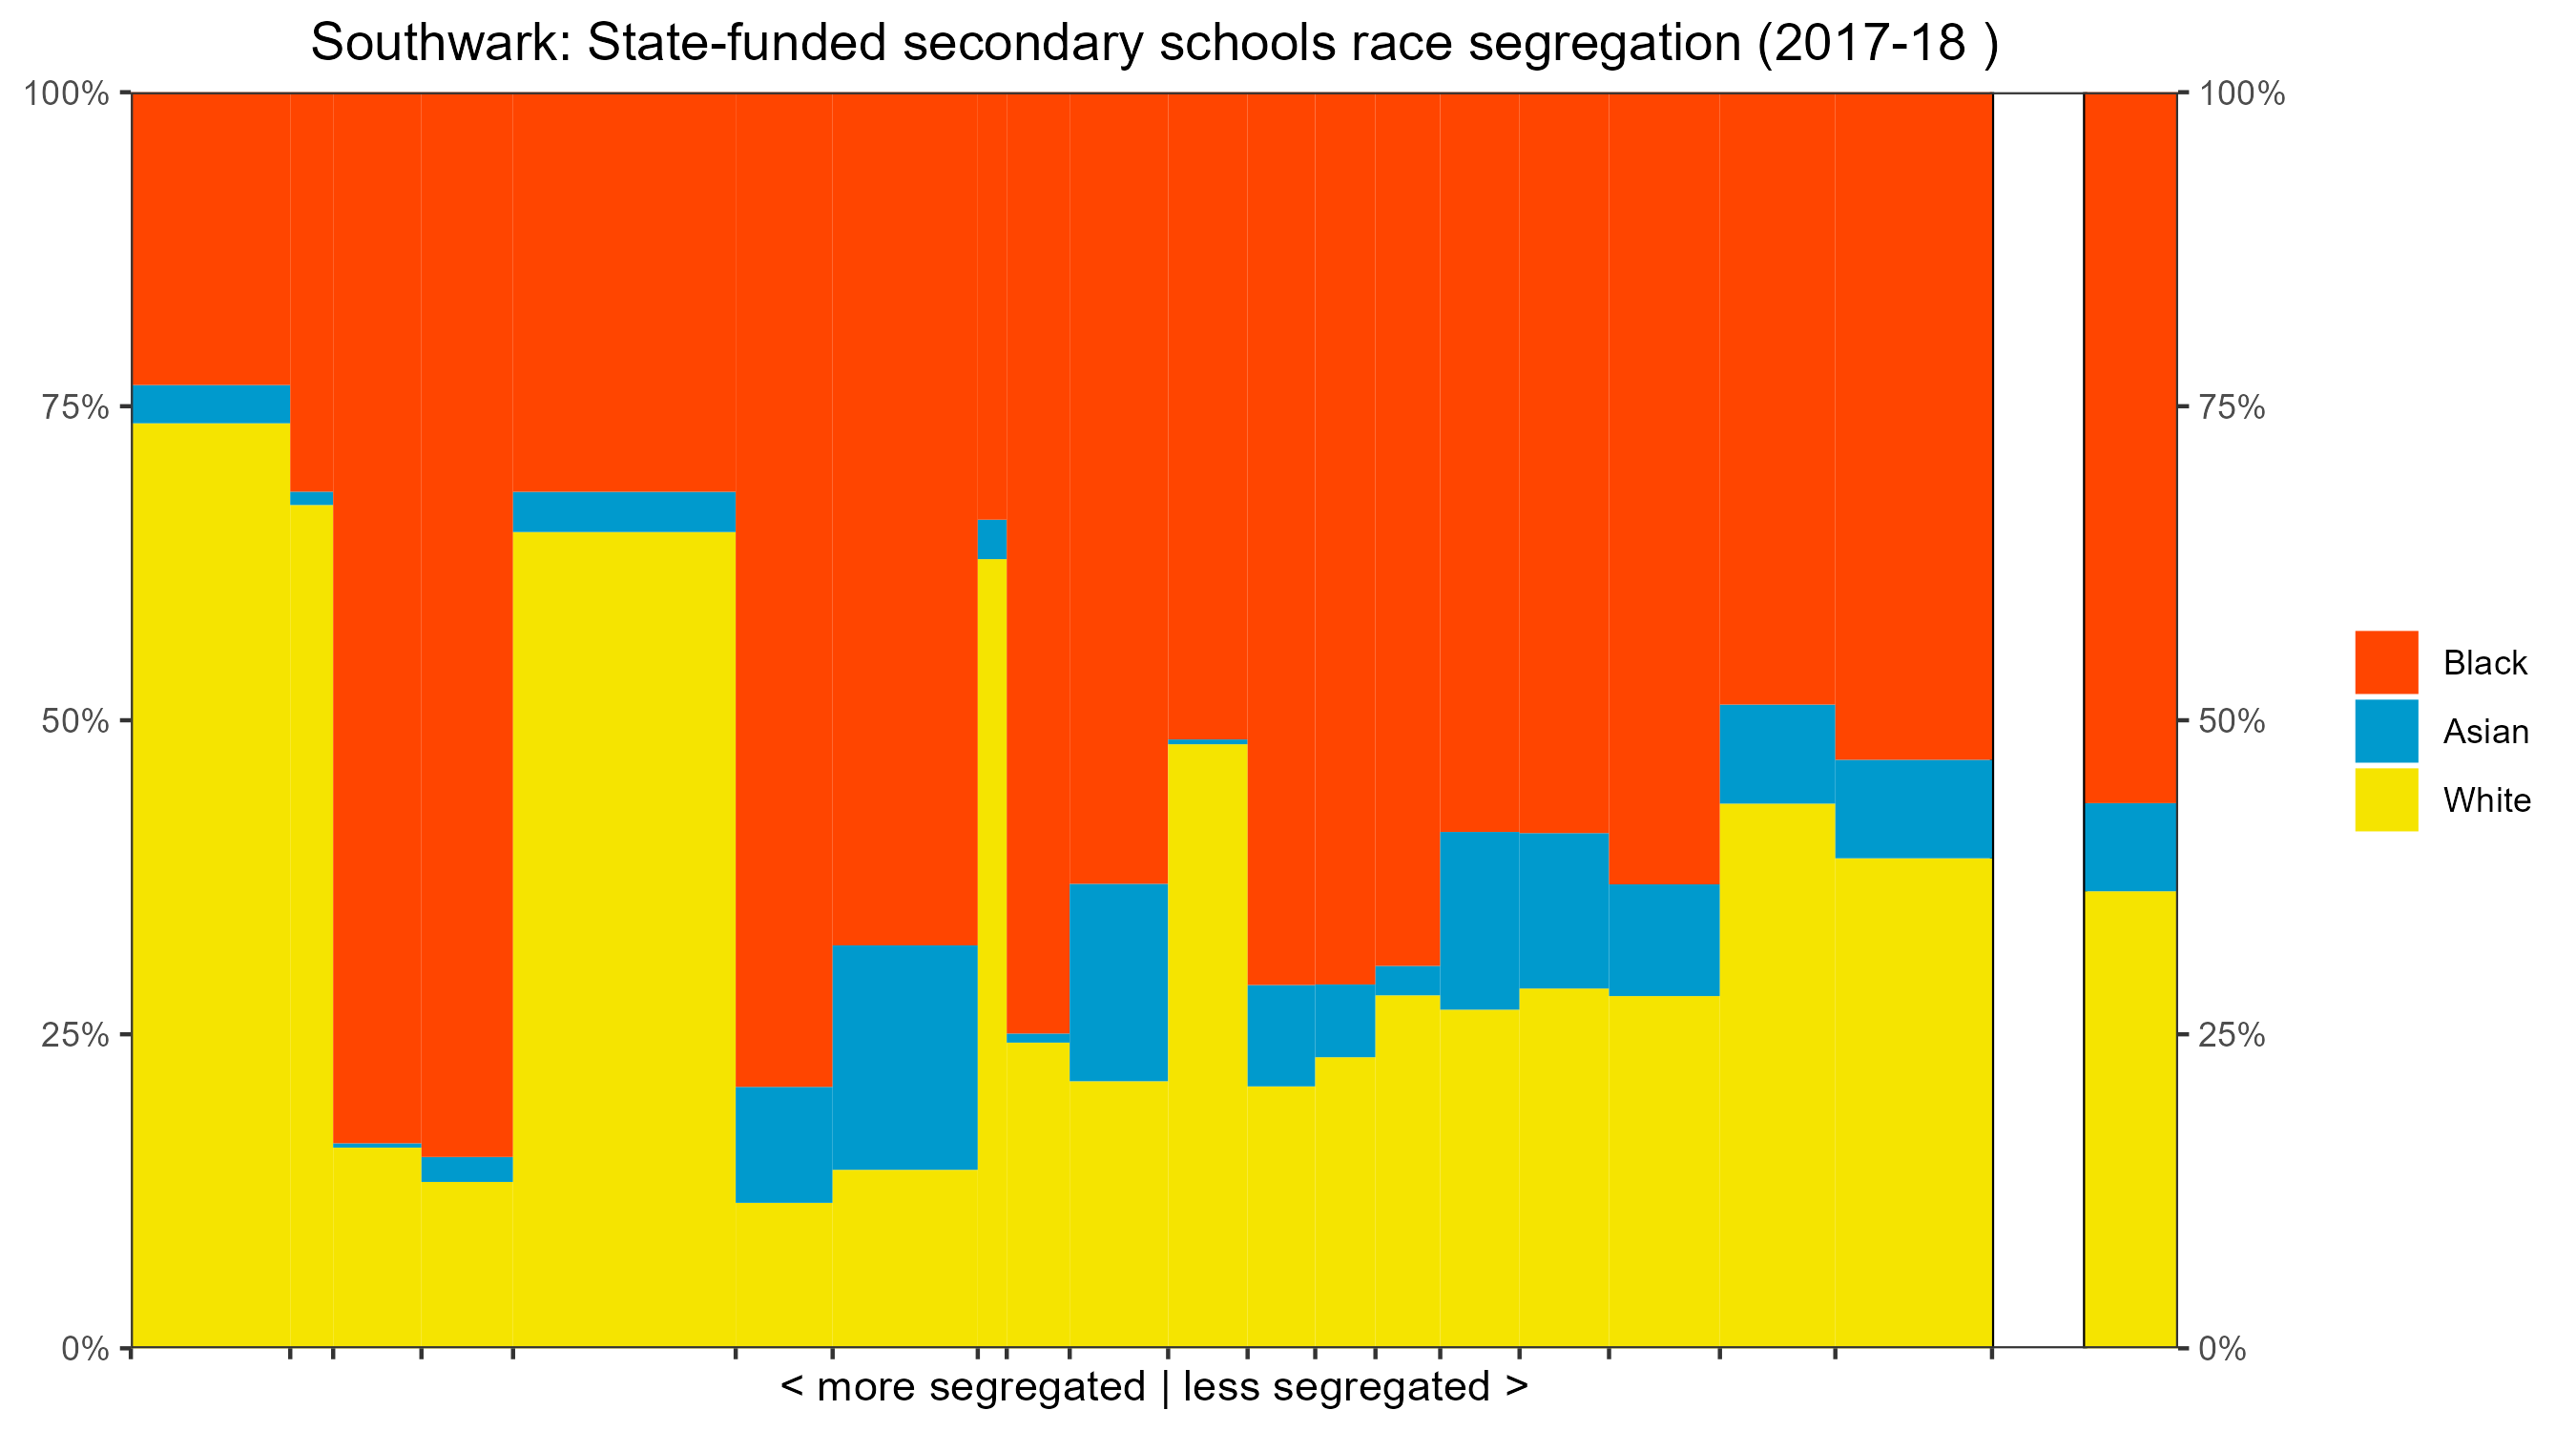 Southwark: State-funded secondary schools race segregation (2017-18 )
100%
75%
50%
25%
0%
100%
75%
50%
25%
0%
Black
Asian
White
< more segregated | less segregated >